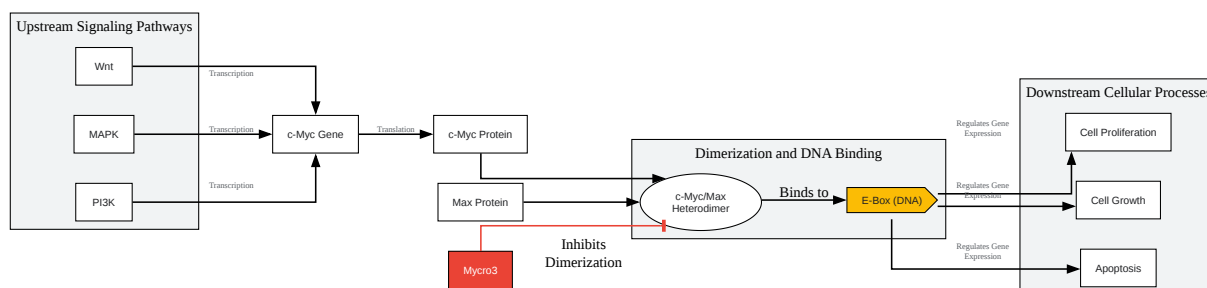 Upstream Signaling Pathways
Wnt
Transcription
MAPK
Transcription
c-Myc Gene
Translation
c-Myc Protein
PI3K
Transcription
Max Protein
Mycro3
Inhibits
Dimerization
Dimerization and DNA Binding
c-Myc/Max
Heterodimer
Binds to
E-Box (DNA)
Regulates Gene
Expression
Regulates Gene
Expression
Regulates Gene
Expression
Downstream Cellular Processes
Cell Proliferation
Cell Growth
Apoptosis